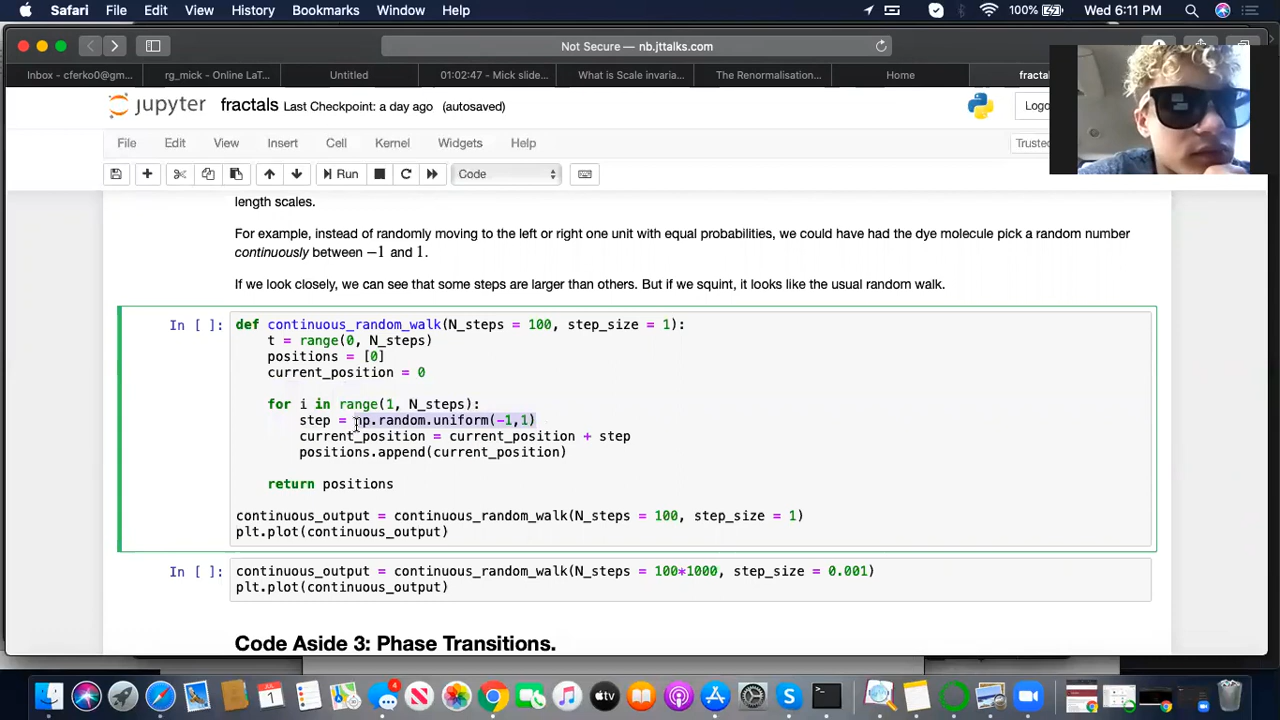 Safari File Edit View History Bookmarks Window Help 100% Wed 6:11 PM
Not Secure — nb.jttalks.com
Inbox - cferko0@gm... rg_mick - Online LaT... Untitled 01:02:47 - Mick slide... What is Scale invaria... The Renormalisation... Home fractals
jupyter fractals Last Checkpoint: a day ago (autosaved) Logo
File Edit View Insert Cell Kernel Widgets Help Trusted
Run Code
length scales.
For example, instead of randomly moving to the left or right one unit with equal probabilities, we could have had the dye molecule pick a random number
continuously between −1 and 1.
If we look closely, we can see that some steps are larger than others. But if we squint, it looks like the usual random walk.
In [ ]: def continuous_random_walk(N_steps = 100, step_size = 1):
t = range(0, N_steps)
positions = [0]
current_position = 0
for i in range(1, N_steps):
step = np.random.uniform(-1,1)
current_position = current_position + step
positions.append(current_position)
return positions
continuous_output = continuous_random_walk(N_steps = 100, step_size = 1)
plt.plot(continuous_output)
In [ ]: continuous_output = continuous_random_walk(N_steps = 100*1000, step_size = 0.001)
plt.plot(continuous_output)
Code Aside 3: Phase Transitions.